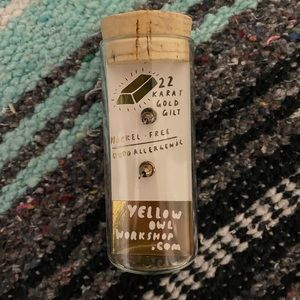 22
KARAT
GOLD
GILT
NICKEL-FREE
HYPOALLERGENIC
YELLOW
OWL
WORKSHOP
.COM